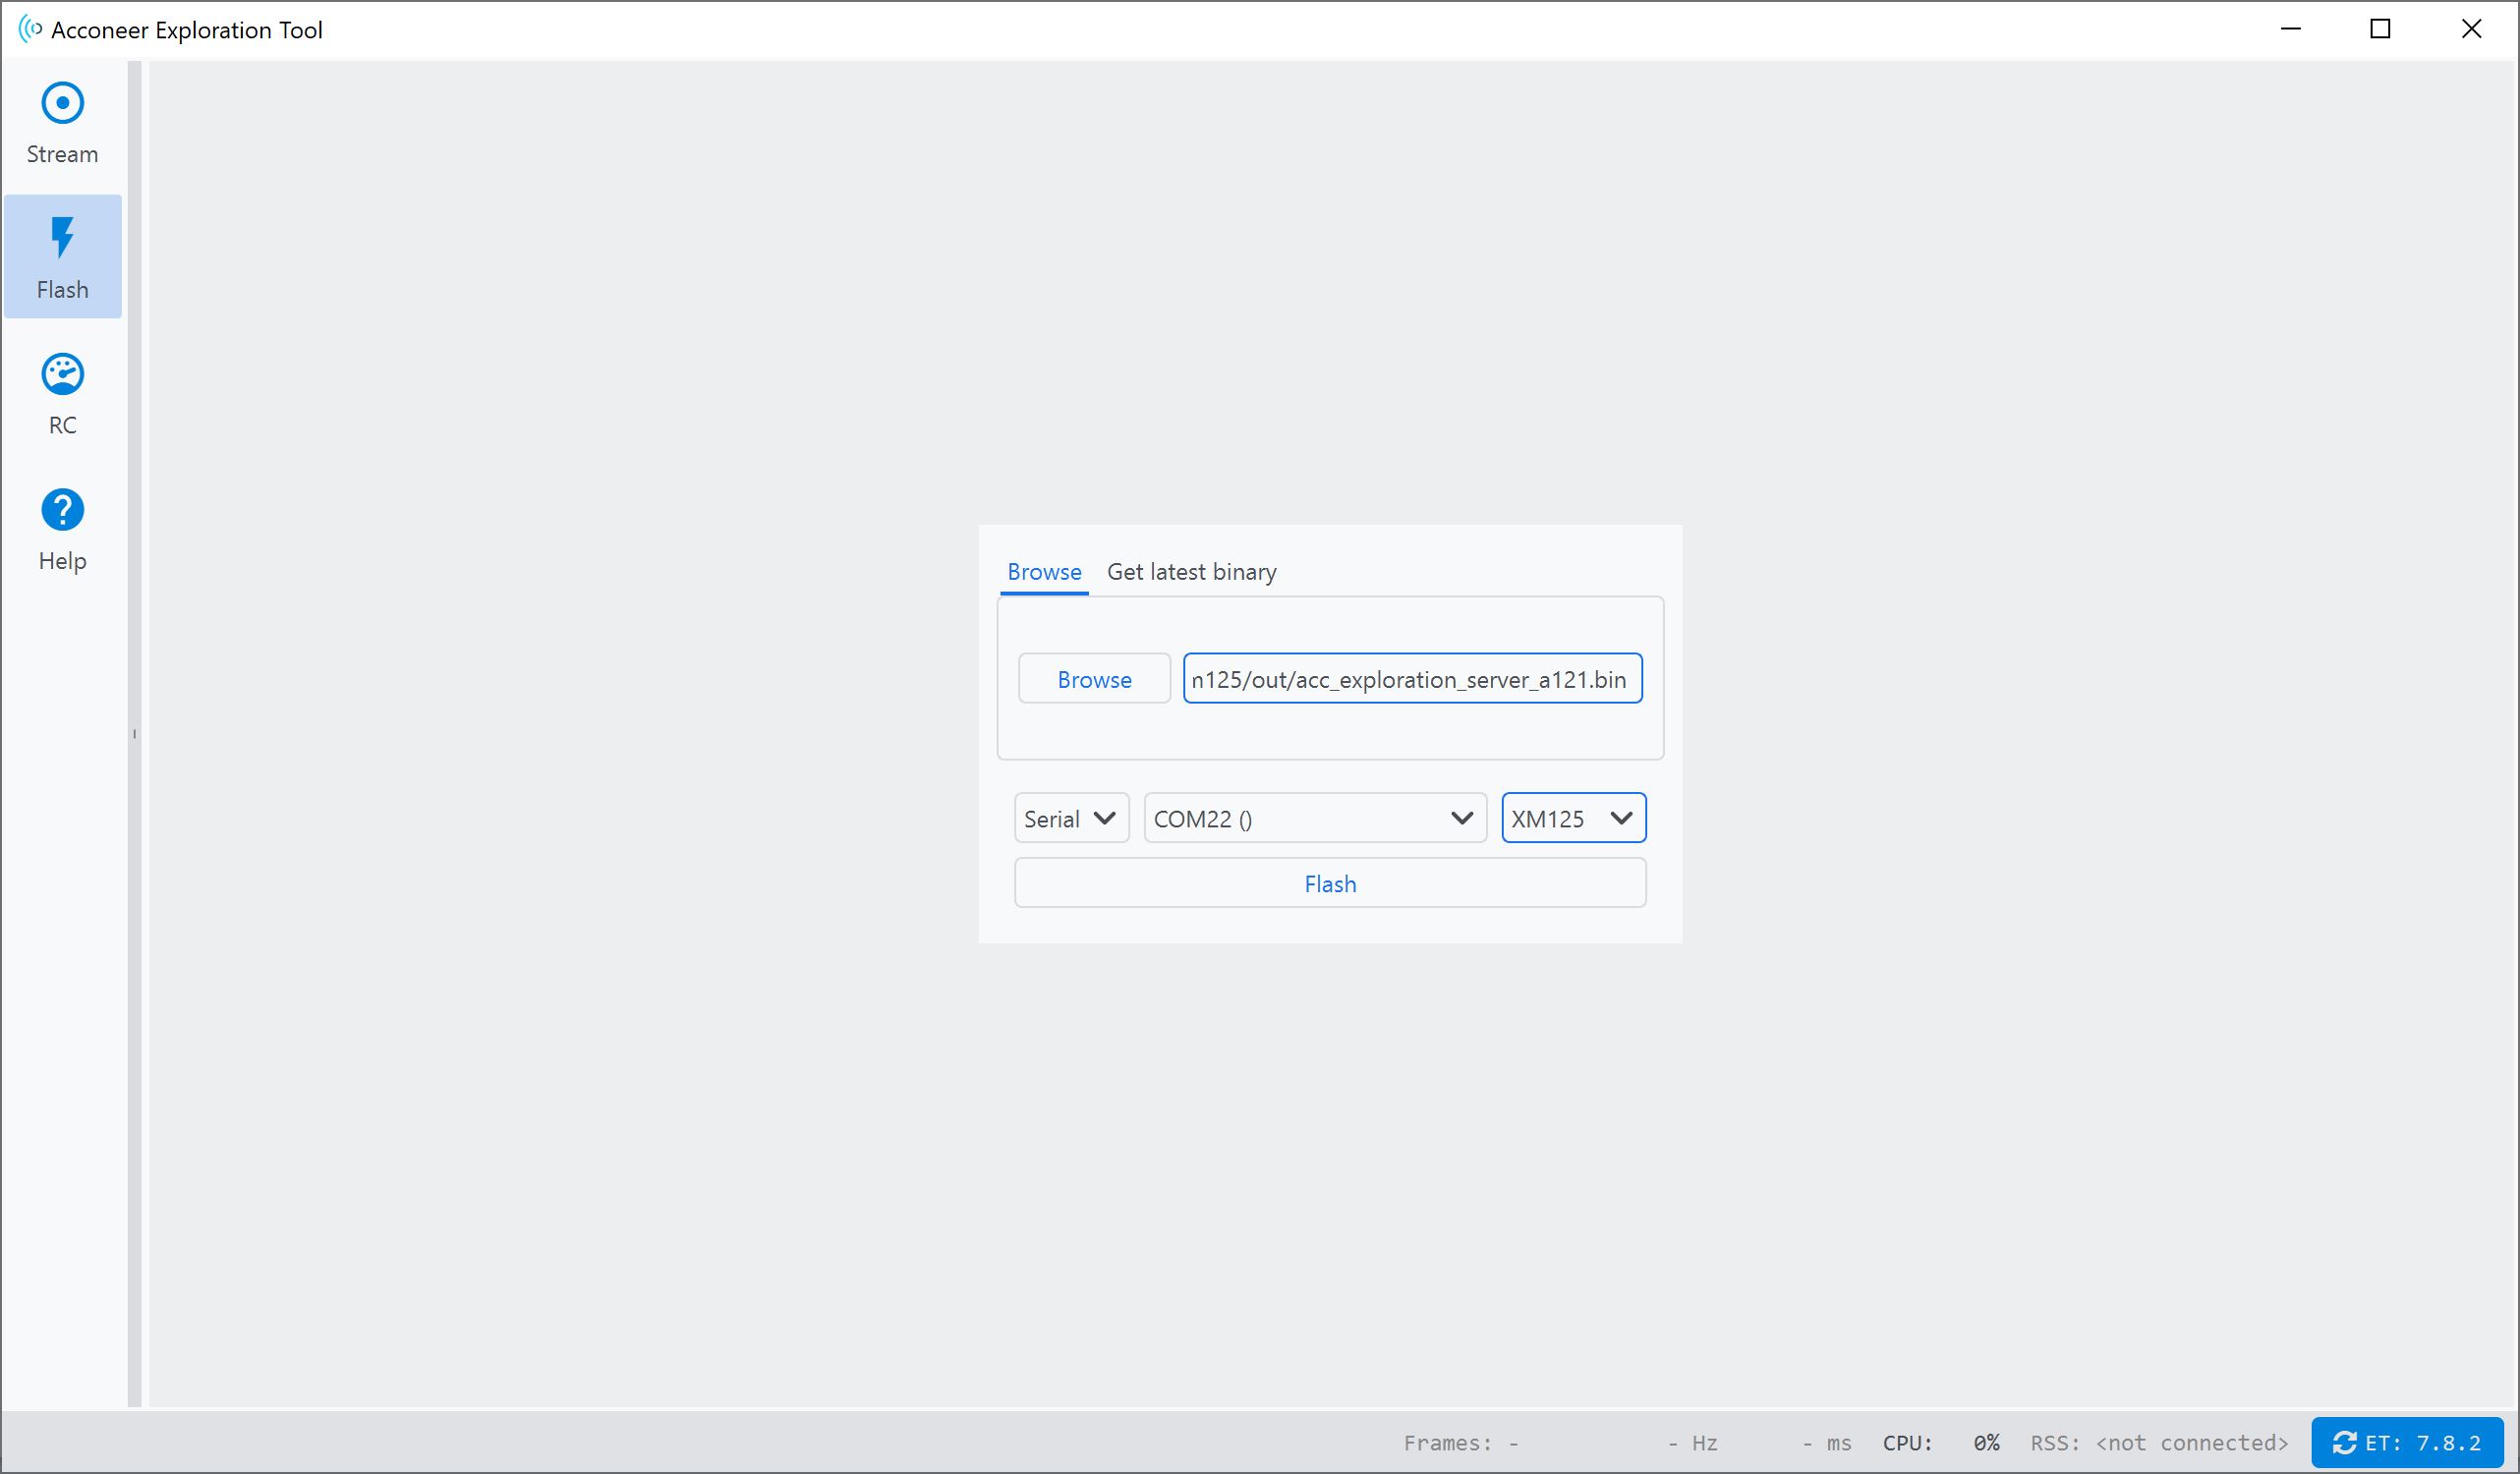 Acconeer Exploration Tool
Stream
Flash
RC
Help
Browse Get latest binary
Browse n125/out/acc_exploration_server_a121.bin
Serial COM22 () XM125
Flash
Frames: - - Hz - ms CPU: 0% RSS: <not connected> ET: 7.8.2